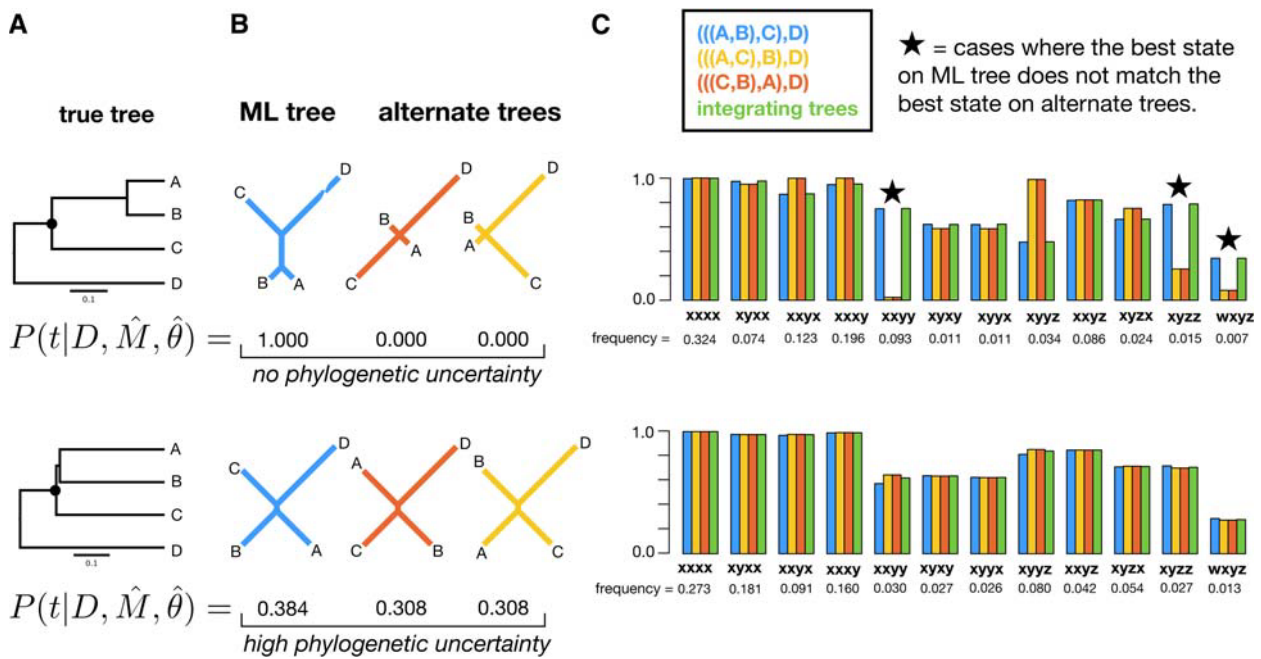 A
B
C
(((A,B),C),D)
(((A,C),B),D)
(((C,B),A),D)
integrating trees
★ = cases where the best state
on ML tree does not match the
best state on alternate trees.
true tree
ML tree
alternate trees
A
B
C
D
0.1
C
D
B
A
D
B
A
C
D
B
A
C
P(t|D, M̂, θ̂) =
1.000 0.000 0.000
no phylogenetic uncertainty
1.0
0.0
xxxx xyxx xxyx xxxy xxyy xyxy xyyx xyyz xxyz xyzx xyzz wxyz
frequency = 0.324 0.074 0.123 0.196 0.093 0.011 0.011 0.034 0.086 0.024 0.015 0.007
A
B
C
D
0.1
C
D
B
A
A
D
C
B
B
D
A
C
P(t|D, M̂, θ̂) =
0.384 0.308 0.308
high phylogenetic uncertainty
1.0
0.0
xxxx xyxx xxyx xxxy xxyy xyxy xyyx xyyz xxyz xyzx xyzz wxyz
frequency = 0.273 0.181 0.091 0.160 0.030 0.027 0.026 0.080 0.042 0.054 0.027 0.013